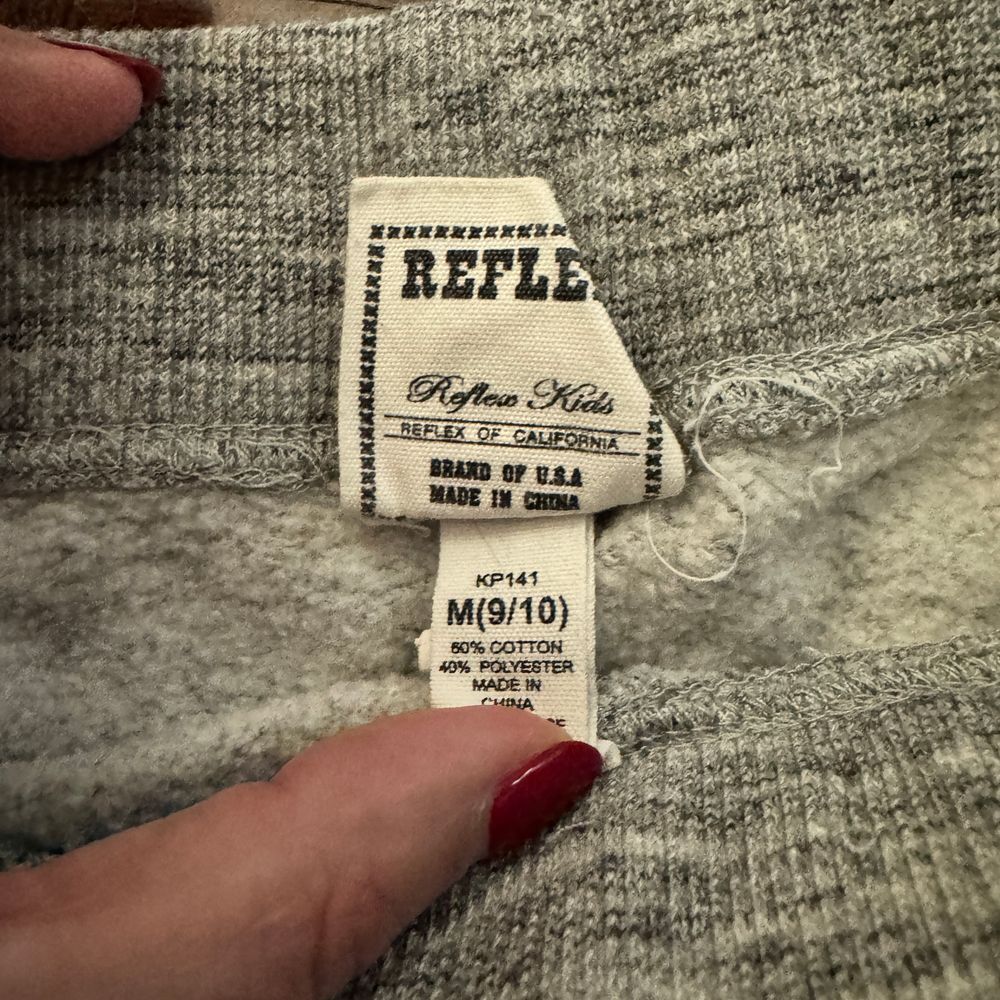 REFLE
Reflex Kids
REFLEX OF CALIFORNIA
BRAND OF U.S.A
MADE IN CHINA
KP141
M(9/10)
60% COTTON
40% POLYESTER
MADE IN
CHINA